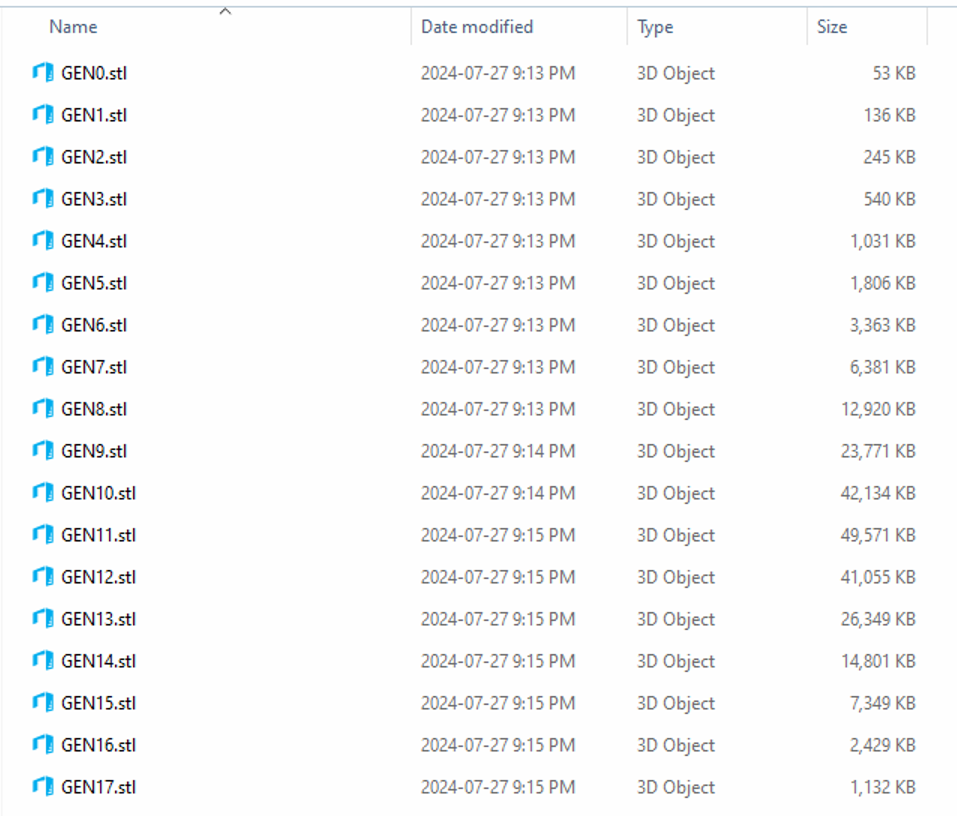 Name Date modified Type Size
GEN0.stl 2024-07-27 9:13 PM 3D Object 53 KB
GEN1.stl 2024-07-27 9:13 PM 3D Object 136 KB
GEN2.stl 2024-07-27 9:13 PM 3D Object 245 KB
GEN3.stl 2024-07-27 9:13 PM 3D Object 540 KB
GEN4.stl 2024-07-27 9:13 PM 3D Object 1,031 KB
GEN5.stl 2024-07-27 9:13 PM 3D Object 1,806 KB
GEN6.stl 2024-07-27 9:13 PM 3D Object 3,363 KB
GEN7.stl 2024-07-27 9:13 PM 3D Object 6,381 KB
GEN8.stl 2024-07-27 9:13 PM 3D Object 12,920 KB
GEN9.stl 2024-07-27 9:14 PM 3D Object 23,771 KB
GEN10.stl 2024-07-27 9:14 PM 3D Object 42,134 KB
GEN11.stl 2024-07-27 9:15 PM 3D Object 49,571 KB
GEN12.stl 2024-07-27 9:15 PM 3D Object 41,055 KB
GEN13.stl 2024-07-27 9:15 PM 3D Object 26,349 KB
GEN14.stl 2024-07-27 9:15 PM 3D Object 14,801 KB
GEN15.stl 2024-07-27 9:15 PM 3D Object 7,349 KB
GEN16.stl 2024-07-27 9:15 PM 3D Object 2,429 KB
GEN17.stl 2024-07-27 9:15 PM 3D Object 1,132 KB